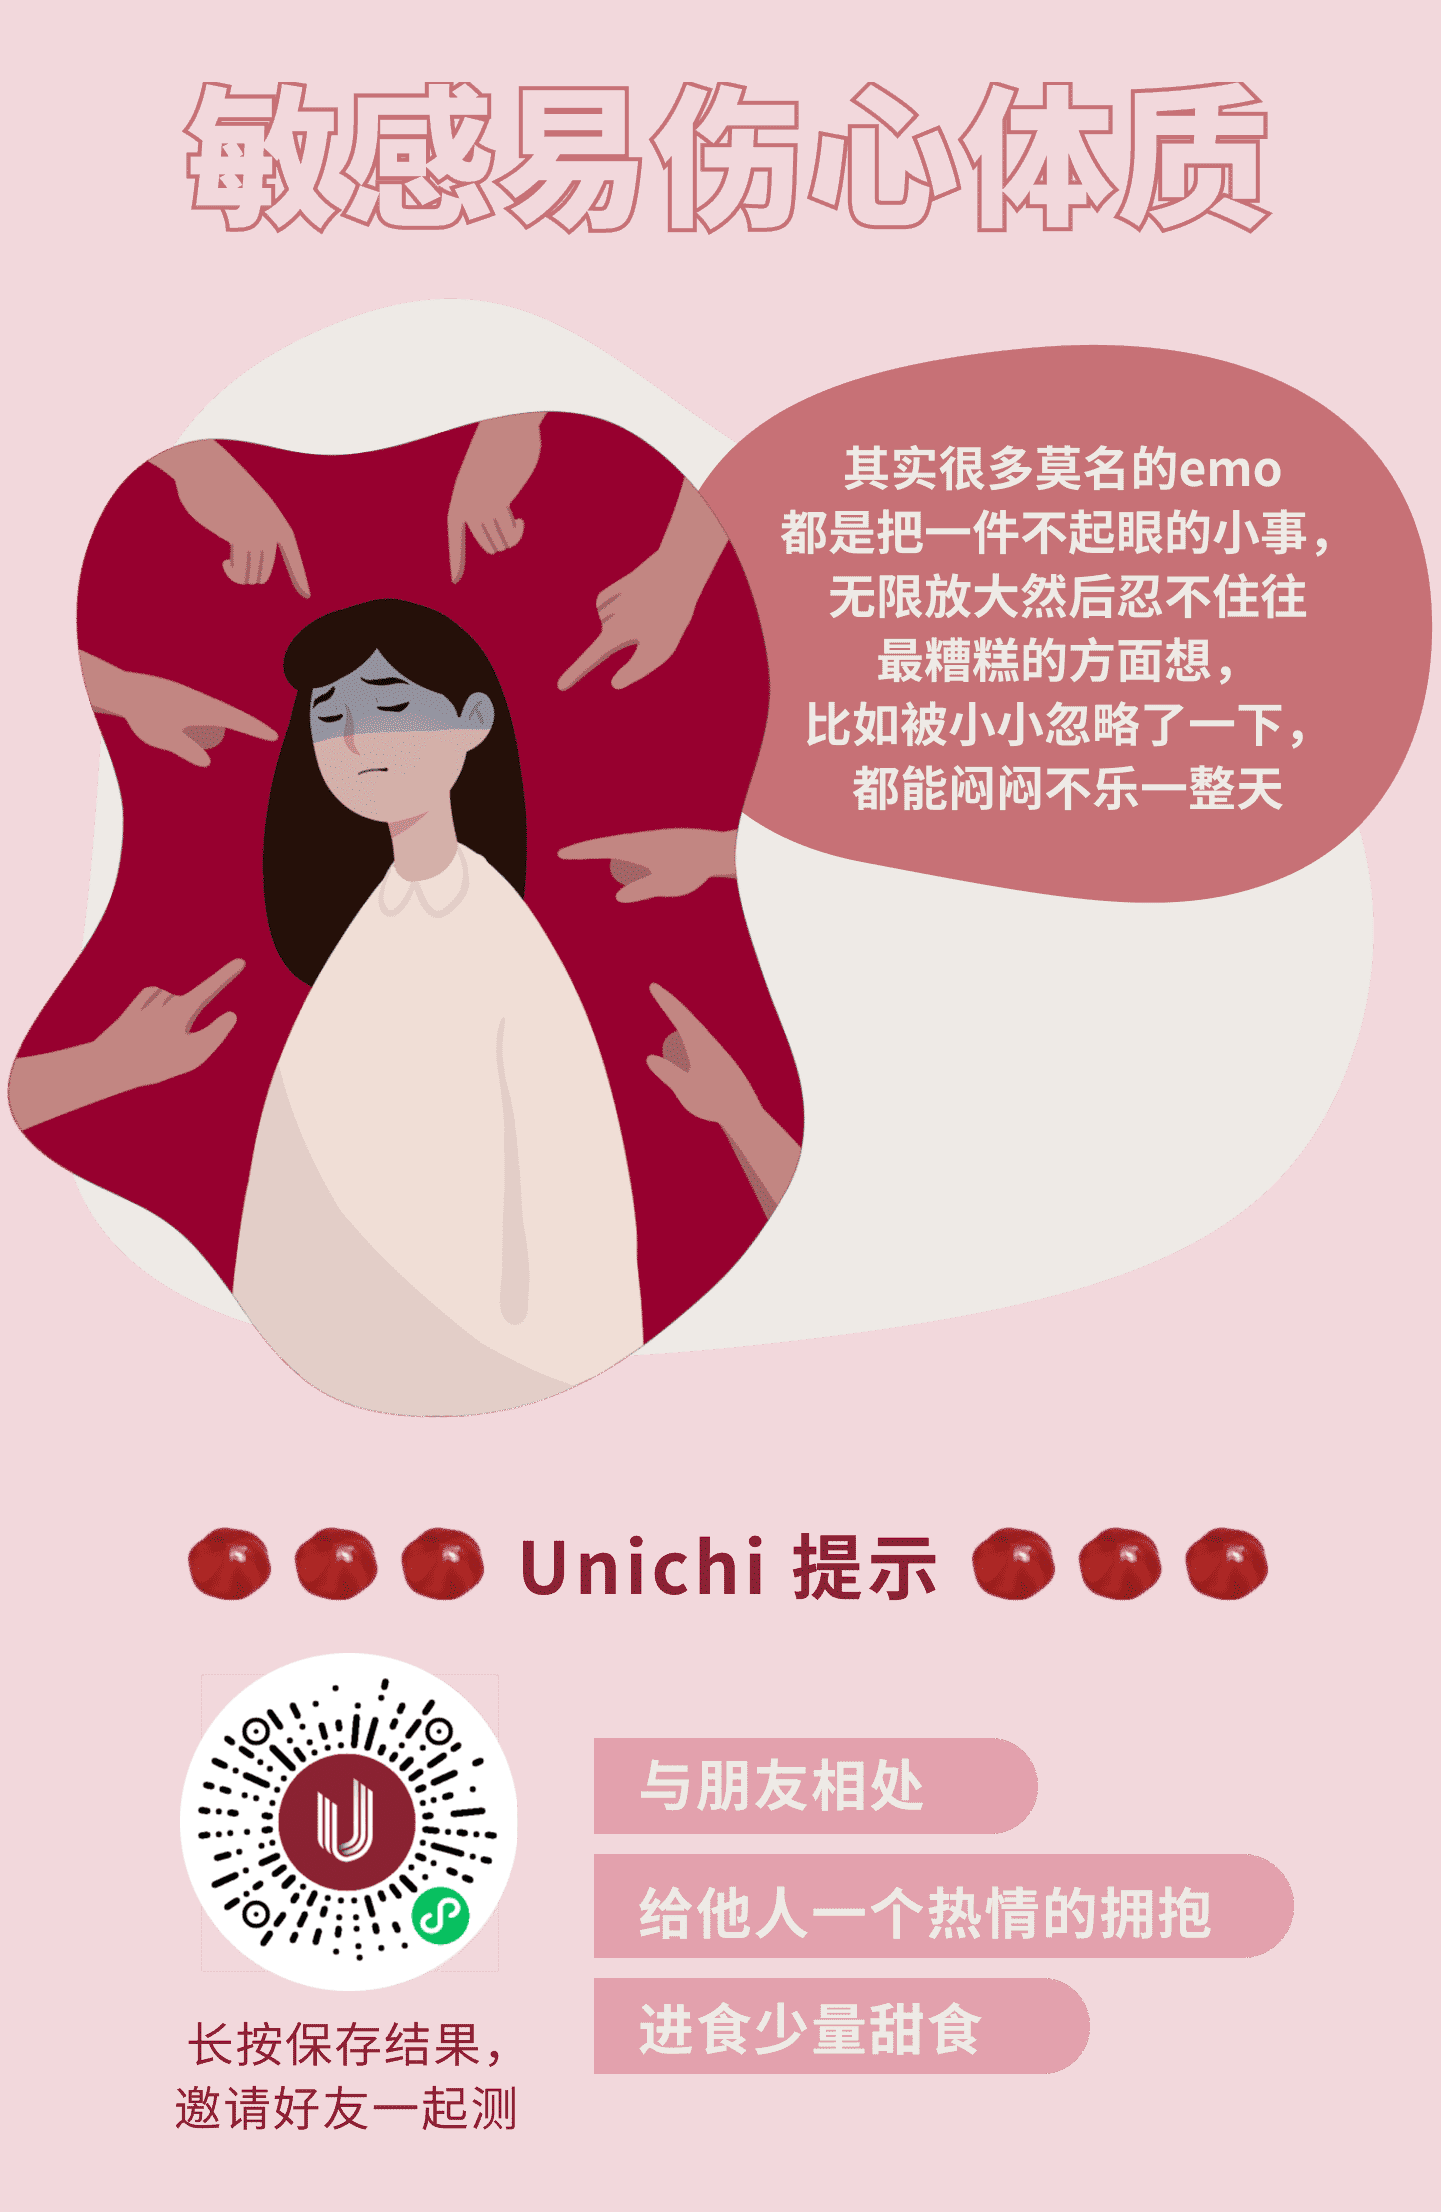 敏感易伤心体质
其实很多莫名的emo
都是把一件不起眼的小事，
无限放大然后忍不住往
最糟糕的方面想，
比如被小小忽略了一下，
都能闷闷不乐一整天
Unichi 提示
与朋友相处
给他人一个热情的拥抱
进食少量甜食
长按保存结果，
邀请好友一起测